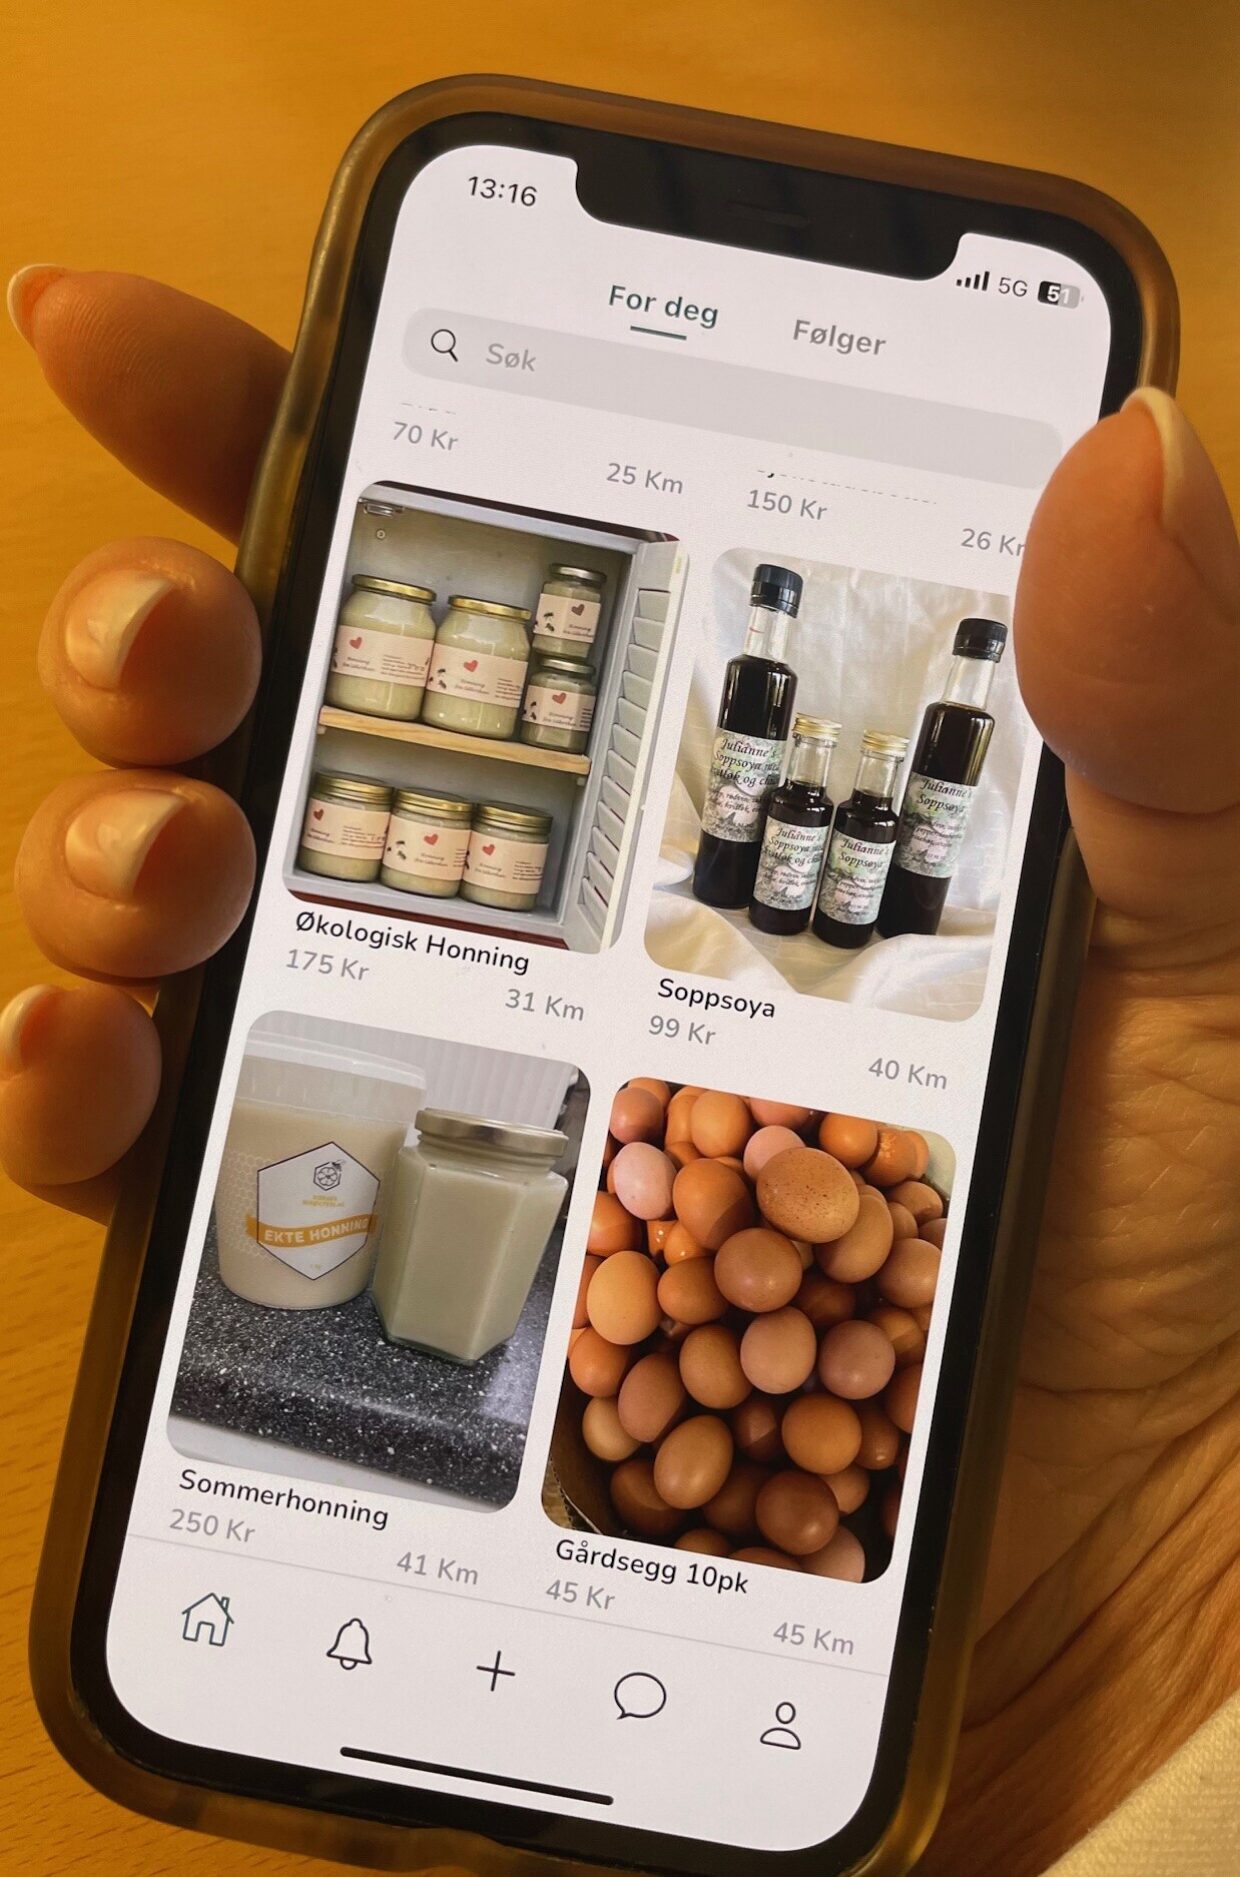 13:16
5G 51
For deg Følger
Søk
70 Kr
25 Km
150 Kr
26 Km
Økologisk Honning
175 Kr
31 Km
Julianne's
Soppsoya
Julianne's
Soppsoya
Julianne's
Soppsoya
Julianne's
Soppsoya
Soppsoya
99 Kr
40 Km
EKTE HONNING
Sommerhonning
250 Kr
41 Km
Gårdsegg 10pk
45 Kr
45 Km